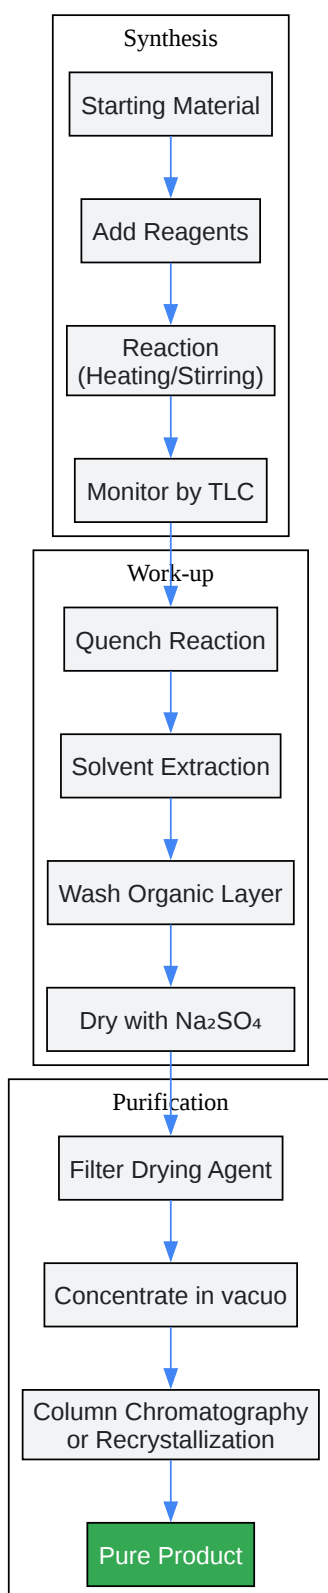 Synthesis
Starting Material
Add Reagents
Reaction
(Heating/Stirring)
Monitor by TLC
Work-up
Quench Reaction
Solvent Extraction
Wash Organic Layer
Dry with Na₂SO₄
Purification
Filter Drying Agent
Concentrate in vacuo
Column Chromatography
or Recrystallization
Pure Product